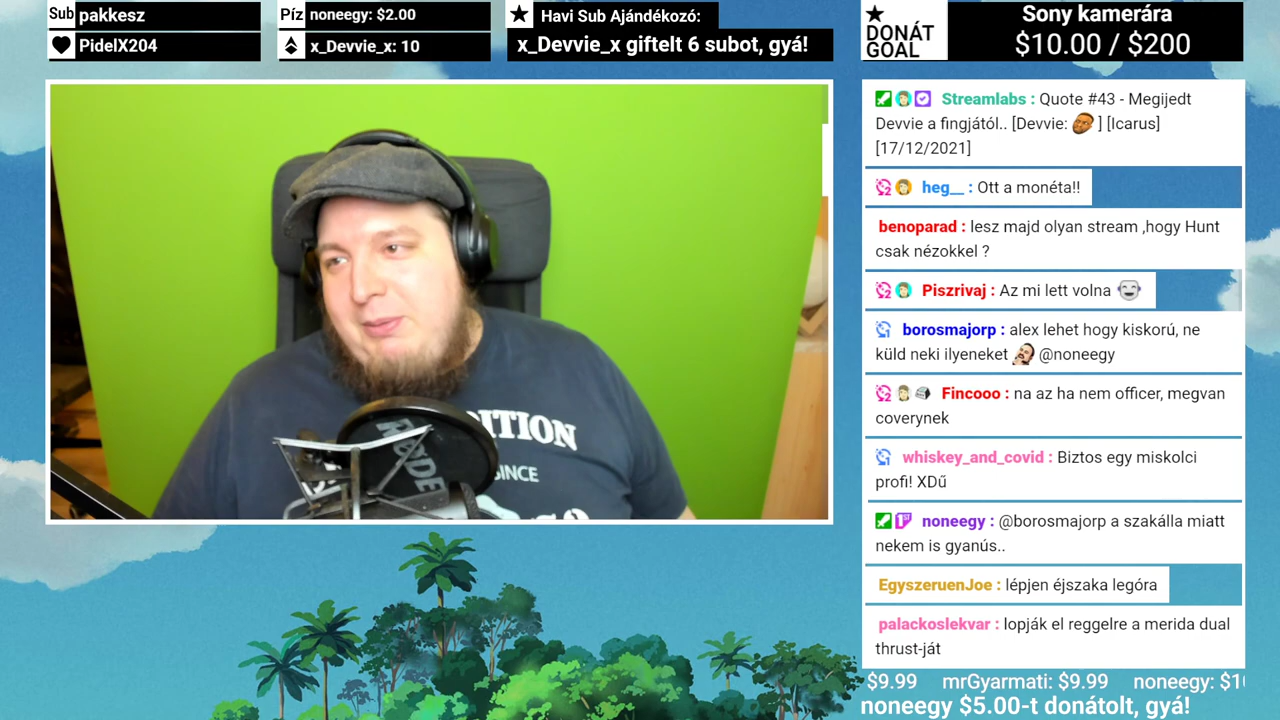 Sub pakkesz
PidelX204
Píz noneegy: $2.00
x_Devvie_x: 10
Havi Sub Ajándékozó:
x_Devvie_x giftelt 6 subot, gyá!
DONÁT
GOAL
Sony kamerára
$10.00 / $200
Streamlabs : Quote #43 - Megijedt
Devvie a fingjától.. [Devvie: ] [Icarus]
[17/12/2021]
heg__ : Ott a monéta!!
benoparad : lesz majd olyan stream ,hogy Hunt
csak nézokkel ?
Piszrivaj : Az mi lett volna
borosmajorp : alex lehet hogy kiskorú, ne
küld neki ilyeneket @noneegy
Fincooo : na az ha nem officer, megvan
coverynek
whiskey_and_covid : Biztos egy miskolci
profi! XDű
noneegy : @borosmajorp a szakálla miatt
nekem is gyanús..
EgyszeruenJoe : lépjen éjszaka legóra
palackoslekvar : lopják el reggelre a merida dual
thrust-ját
$9.99 mrGyarmati: $9.99 noneegy: $1
noneegy $5.00-t donátolt, gyá!
SINCE
RØDE